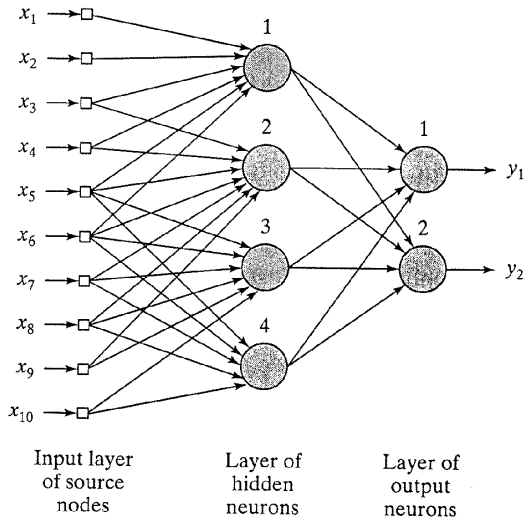 x1
x2
x3
x4
x5
x6
x7
x8
x9
x10
1
2
3
4
1
2
y1
y2
Input layer
of source
nodes
Layer of
hidden
neurons
Layer of
output
neurons